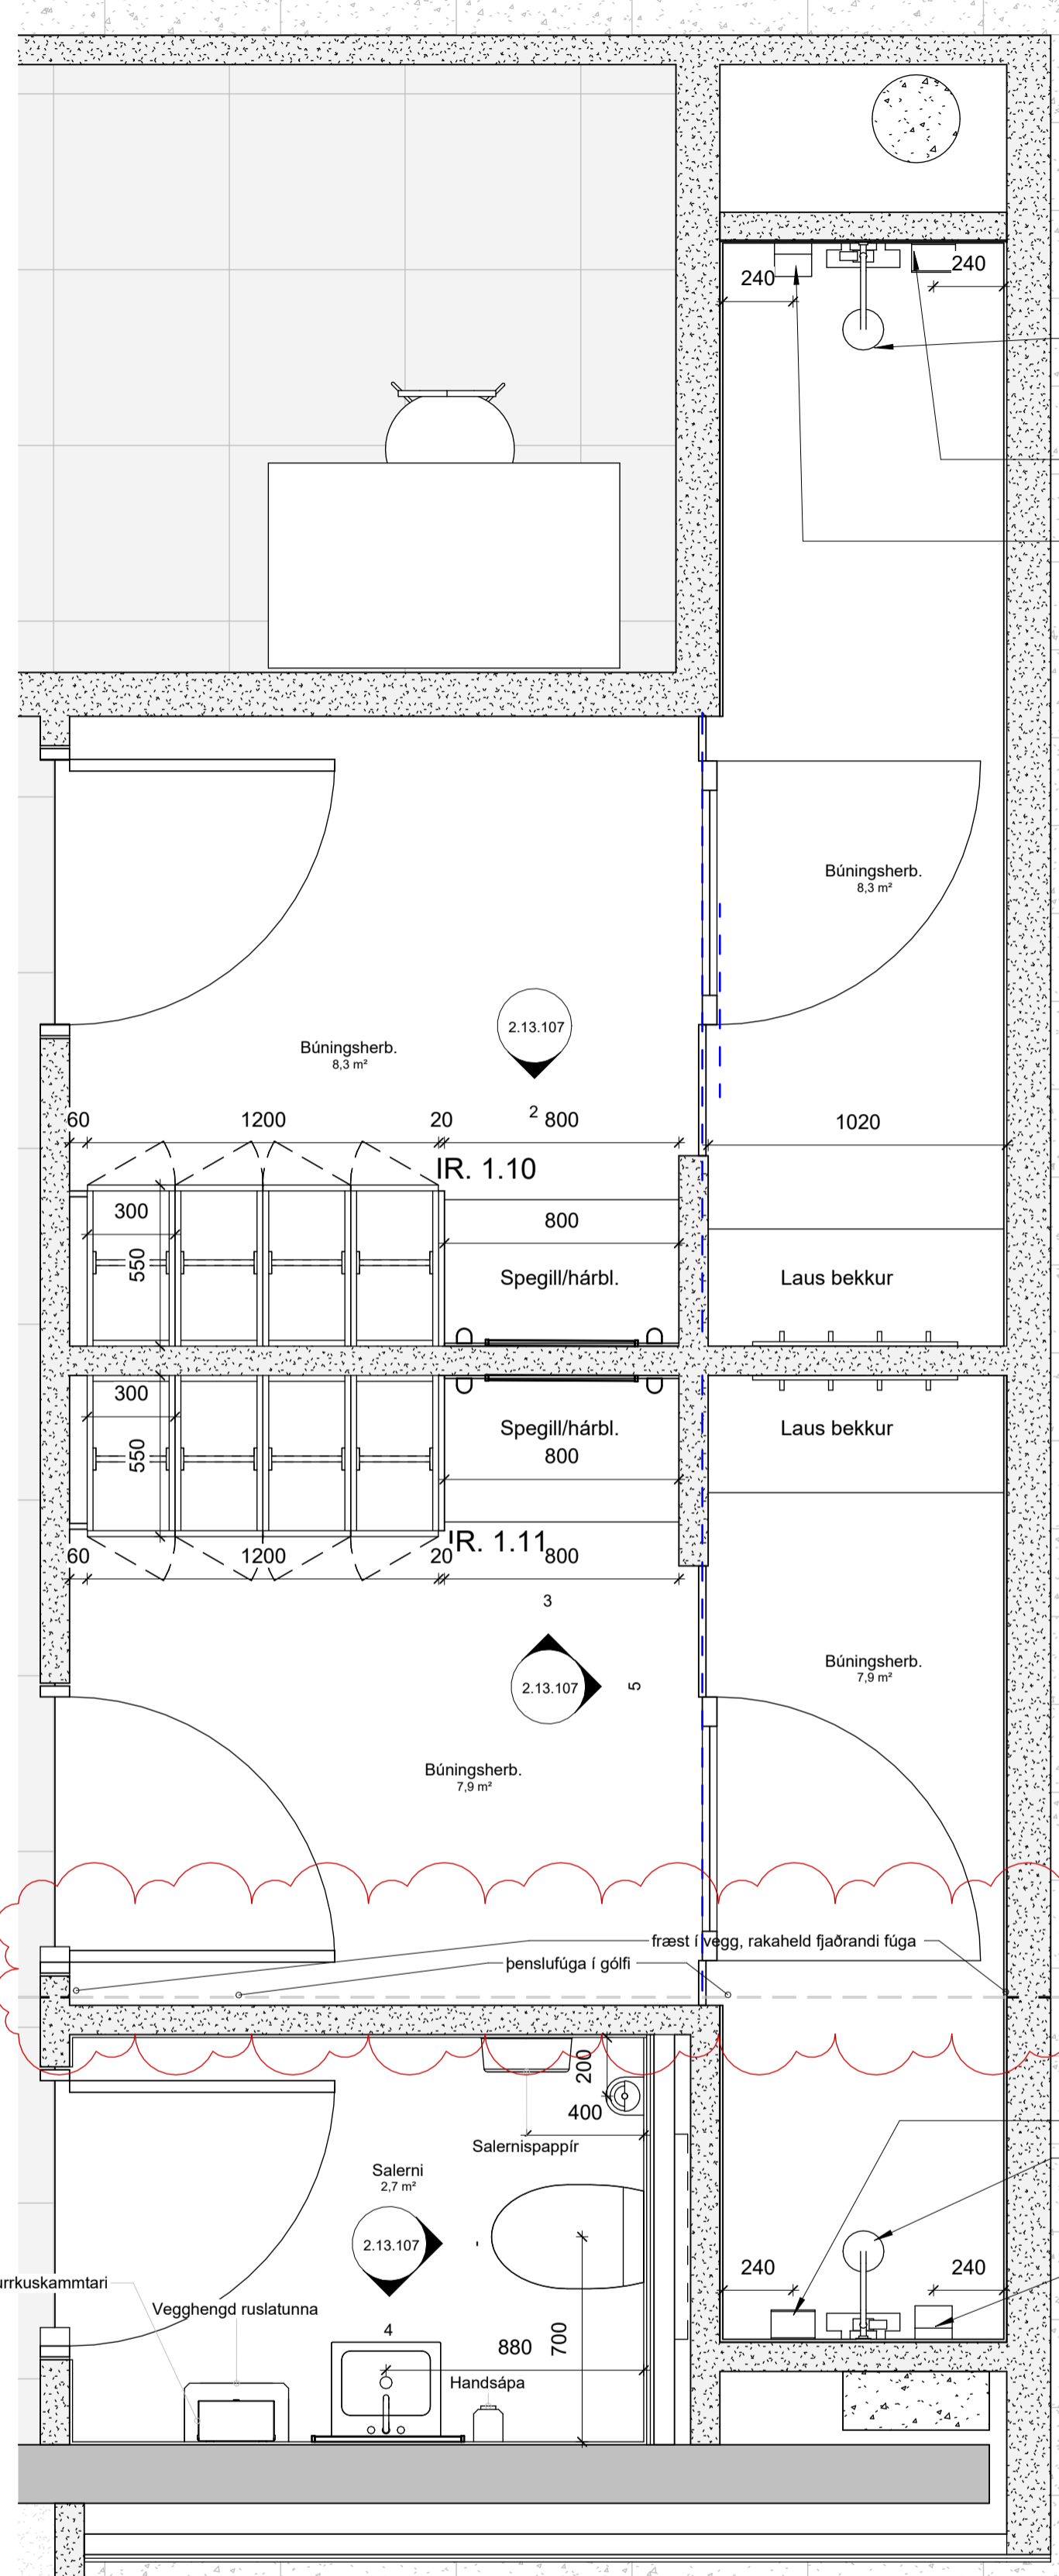 240
240
Búningsherb.
8,3 m²
2.13.107
Búningsherb.
8,3 m²
2
60
1200
20
800
1020
IR. 1.10
300
800
550
Spegill/hárbl.
Laus bekkur
300
Spegill/hárbl.
Laus bekkur
550
800
IR. 1.11
60
1200
20
800
3
Búningsherb.
7,9 m²
2.13.107
5
Búningsherb.
7,9 m²
fræst í vegg, rakaheld fjaðrandi fúga
þenslufúga í gólfi
200
400
Salernispappír
Salerni
2,7 m²
2.13.107
-
240
240
urrkuskammtari
Vegghengd ruslatunna
4
880
700
Handsápa